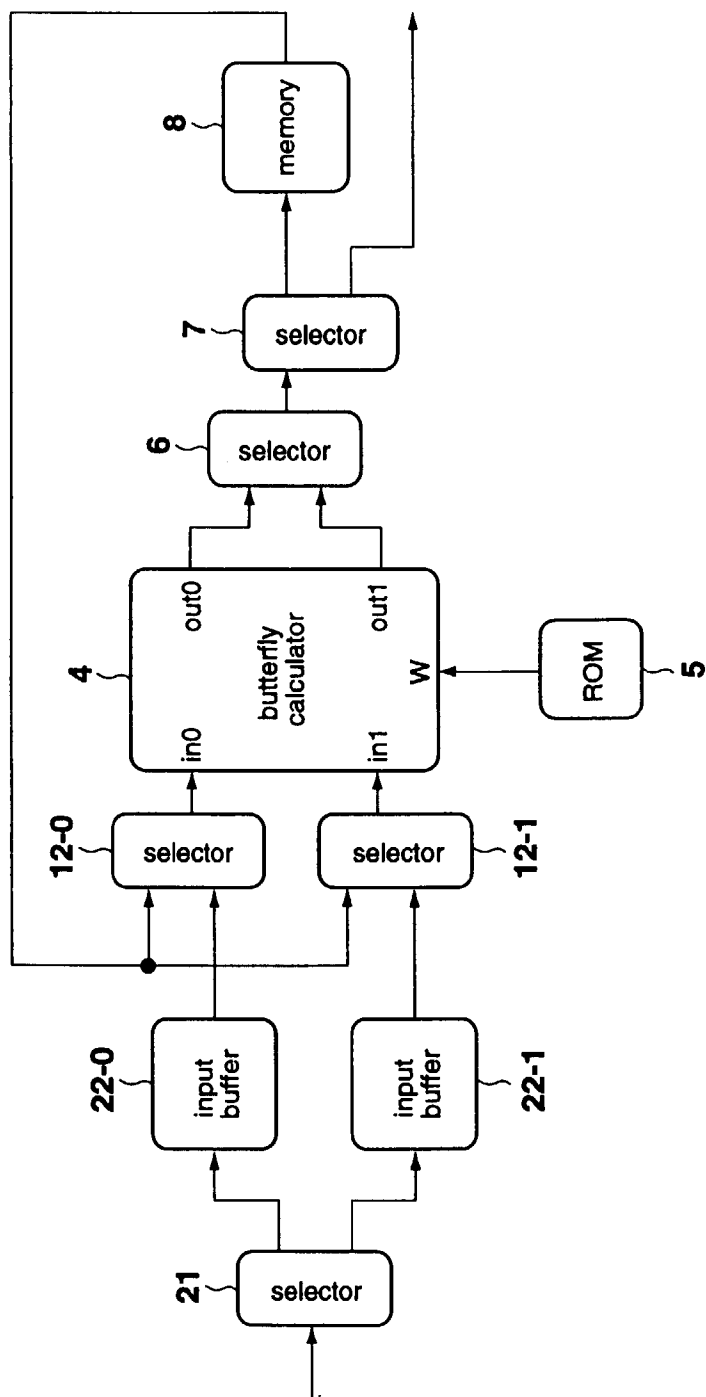 21
selector
22-0
input
buffer
22-1
input
buffer
12-0
selector
12-1
selector
4
in0
out0
butterfly
calculator
in1
W
out1
ROM
5
6
selector
7
selector
8
memory